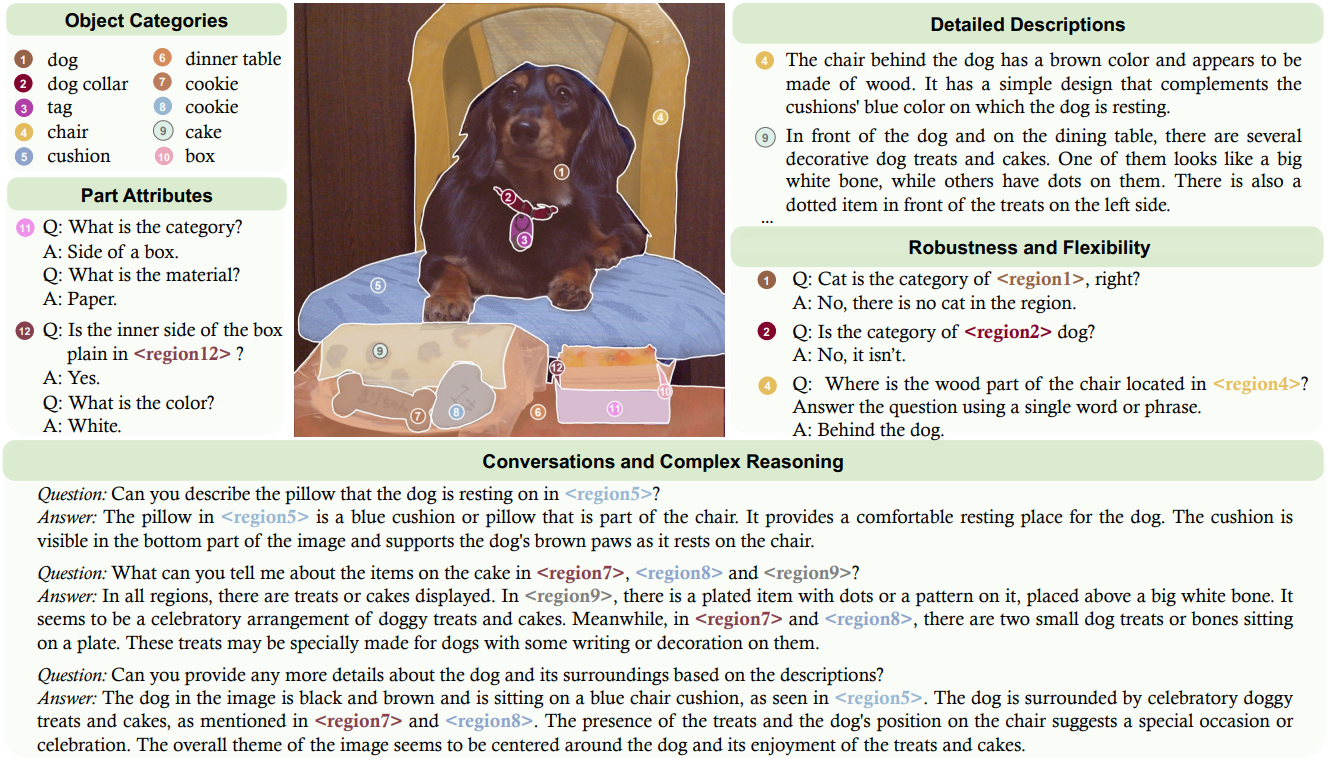 Object Categories
1 dog
2 dog collar
3 tag
4 chair
5 cushion
6 dinner table
7 cookie
8 cookie
9 cake
10 box
Part Attributes
11 Q: What is the category?
A: Side of a box.
Q: What is the material?
A: Paper.
12 Q: Is the inner side of the box
plain in <region12> ?
A: Yes.
Q: What is the color?
A: White.
4
1
2
3
5
9
12
10
7
8
6
11
Detailed Descriptions
4 The chair behind the dog has a brown color and appears to be
made of wood. It has a simple design that complements the
cushions' blue color on which the dog is resting.
9 In front of the dog and on the dining table, there are several
decorative dog treats and cakes. One of them looks like a big
white bone, while others have dots on them. There is also a
dotted item in front of the treats on the left side.
...
Robustness and Flexibility
1 Q: Cat is the category of <region1>, right?
A: No, there is no cat in the region.
2 Q: Is the category of <region2> dog?
A: No, it isn't.
4 Q: Where is the wood part of the chair located in <region4>?
Answer the question using a single word or phrase.
A: Behind the dog.
Conversations and Complex Reasoning
Question: Can you describe the pillow that the dog is resting on in <region5>?
Answer: The pillow in <region5> is a blue cushion or pillow that is part of the chair. It provides a comfortable resting place for the dog. The cushion is
visible in the bottom part of the image and supports the dog's brown paws as it rests on the chair.
Question: What can you tell me about the items on the cake in <region7>, <region8> and <region9>?
Answer: In all regions, there are treats or cakes displayed. In <region9>, there is a plated item with dots or a pattern on it, placed above a big white bone. It
seems to be a celebratory arrangement of doggy treats and cakes. Meanwhile, in <region7> and <region8>, there are two small dog treats or bones sitting
on a plate. These treats may be specially made for dogs with some writing or decoration on them.
Question: Can you provide any more details about the dog and its surroundings based on the descriptions?
Answer: The dog in the image is black and brown and is sitting on a blue chair cushion, as seen in <region5>. The dog is surrounded by celebratory doggy
treats and cakes, as mentioned in <region7> and <region8>. The presence of the treats and the dog's position on the chair suggests a special occasion or
celebration. The overall theme of the image seems to be centered around the dog and its enjoyment of the treats and cakes.